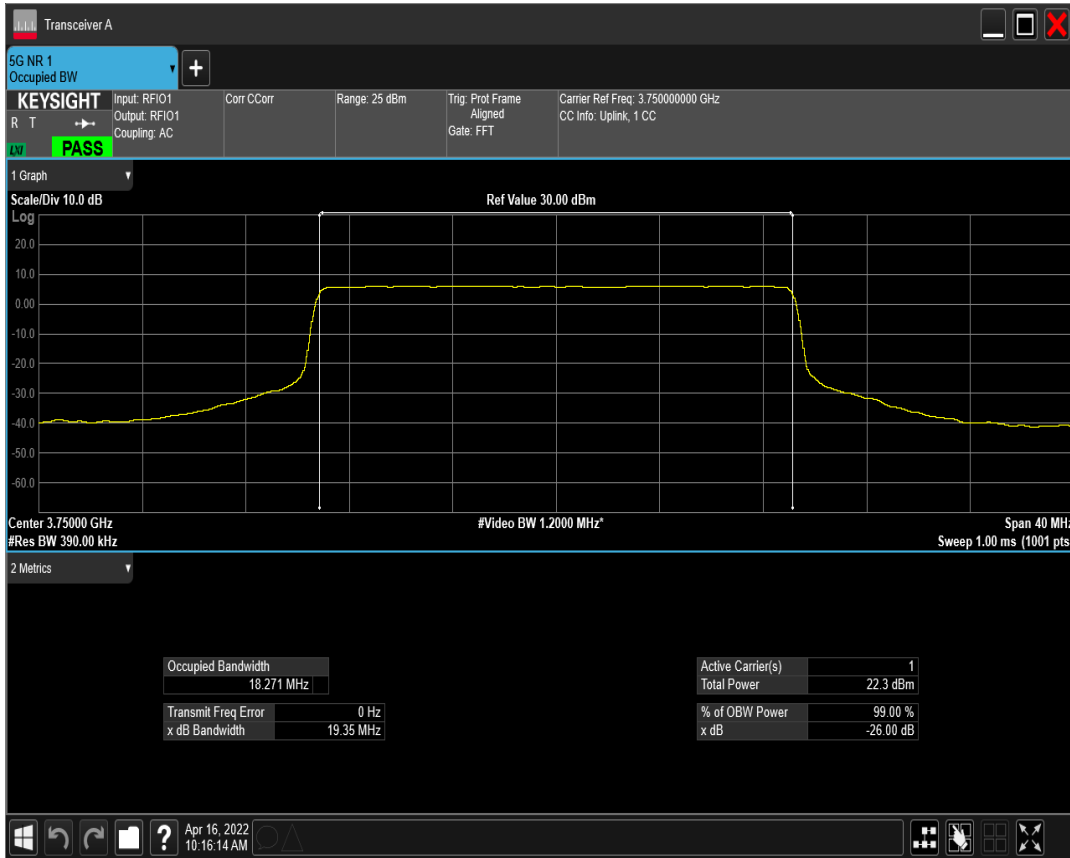 Transceiver A
5G NR 1
Occupied BW
+
KEYSIGHT
R T
LXI
PASS
Input: RFIO1
Output: RFIO1
Coupling: AC
Corr CCorr
Range: 25 dBm
Trig: Prot Frame
Aligned
Gate: FFT
Carrier Ref Freq: 3.750000000 GHz
CC Info: Uplink, 1 CC
1 Graph
Scale/Div 10.0 dB
Ref Value 30.00 dBm
Log
20.0
10.0
0.00
-10.0
-20.0
-30.0
-40.0
-50.0
-60.0
Center 3.75000 GHz
#Video BW 1.2000 MHz*
Span 40 MHz
#Res BW 390.00 kHz
Sweep 1.00 ms (1001 pts
2 Metrics
Occupied Bandwidth
18.271 MHz
Transmit Freq Error 0 Hz
x dB Bandwidth 19.35 MHz
Active Carrier(s) 1
Total Power 22.3 dBm
% of OBW Power 99.00 %
x dB -26.00 dB
?
Apr 16, 2022
10:16:14 AM